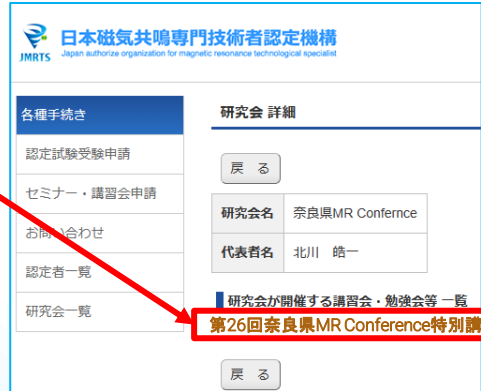 日本磁気共鳴専門技術者認定機構
JMRTS
Japan authorize organization for magnetic resonance technological specialist
各種手続き
認定試験受験申請
セミナー・講習会申請
お問い合わせ
認定者一覧
研究会一覧
研究会 詳細
戻 る
研究会名 奈良県MR Confernce
代表者名 北川 皓一
研究会が開催する講習会・勉強会等 一覧
第26回奈良県MR Conference特別講
戻 る